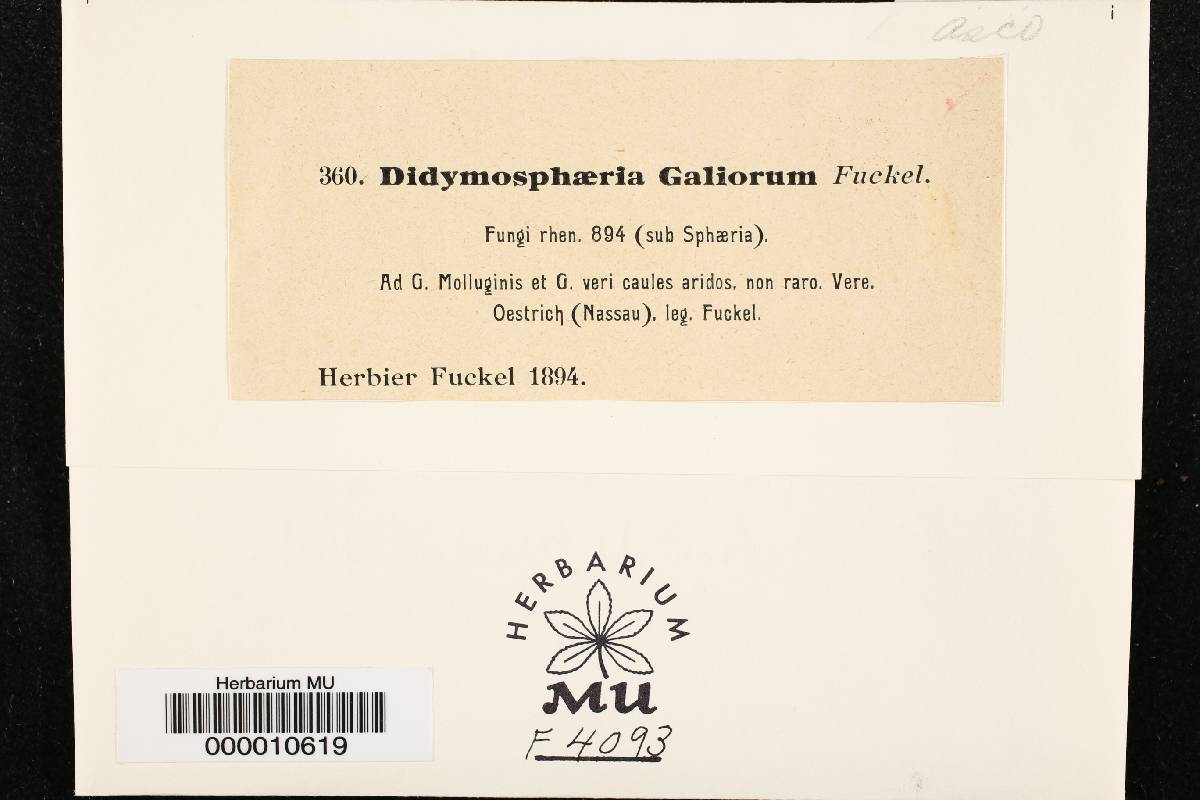 asco
360. Didymosphæria Galiorum Fuckel.
Fungi rhen. 894 (sub Sphæria).
Ad G. Molluginis et G. veri caules aridos, non raro. Vere.
Oestrich (Nassau), leg. Fuckel.
Herbier Fuckel 1894.
HERBARIUM
MU
F 4093
Herbarium MU
000010619